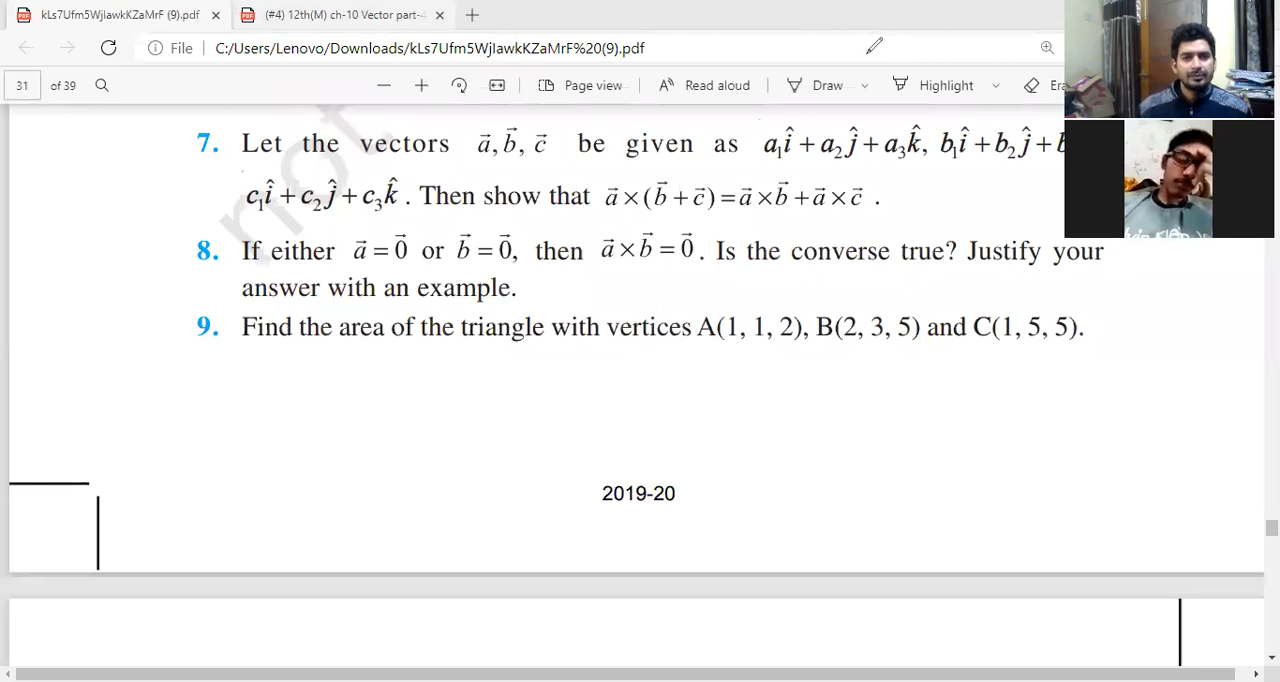 kLs7Ufm5WjIawkKZaMrF (9).pdf
(#4) 12th(M) ch-10 Vector part-
File
C:/Users/Lenovo/Downloads/kLs7Ufm5WjIawkKZaMrF%20(9).pdf
31 of 39
Page view
Read aloud
Draw
Highlight
Era
not
7. Let the vectors a⃗, b⃗, c⃗ be given as a₁î + a₂ĵ + a₃k̂, b₁î + b₂ĵ + b
c₁î + c₂ĵ + c₃k̂ . Then show that a⃗ × (b⃗ + c⃗) = a⃗ × b⃗ + a⃗ × c⃗ .
8. If either a⃗ = 0⃗ or b⃗ = 0⃗, then a⃗ × b⃗ = 0⃗. Is the converse true? Justify your
answer with an example.
9. Find the area of the triangle with vertices A(1, 1, 2), B(2, 3, 5) and C(1, 5, 5).
2019-20